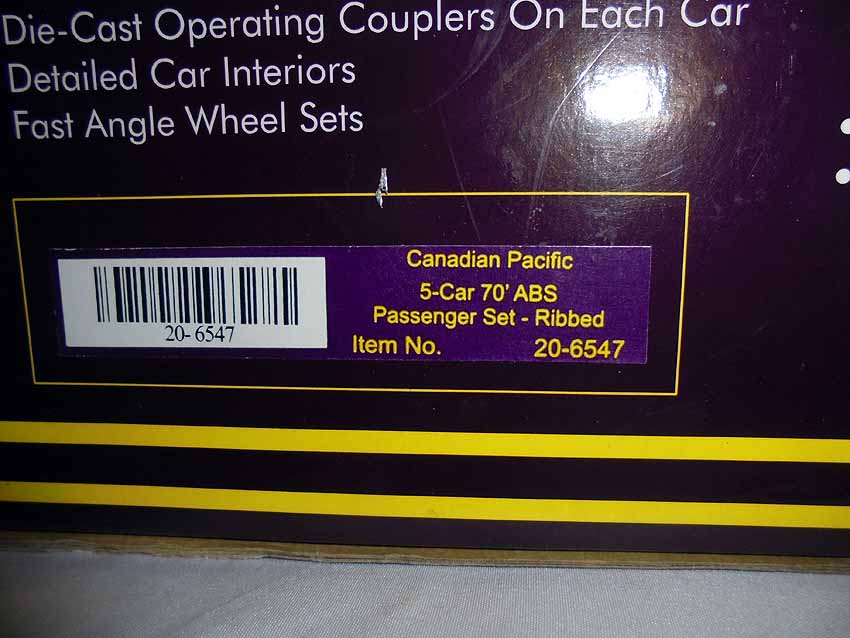 Die-Cast Operating Couplers On Each Car
Detailed Car Interiors
Fast Angle Wheel Sets
20-6547
Canadian Pacific
5-Car 70' ABS
Passenger Set - Ribbed
Item No. 20-6547